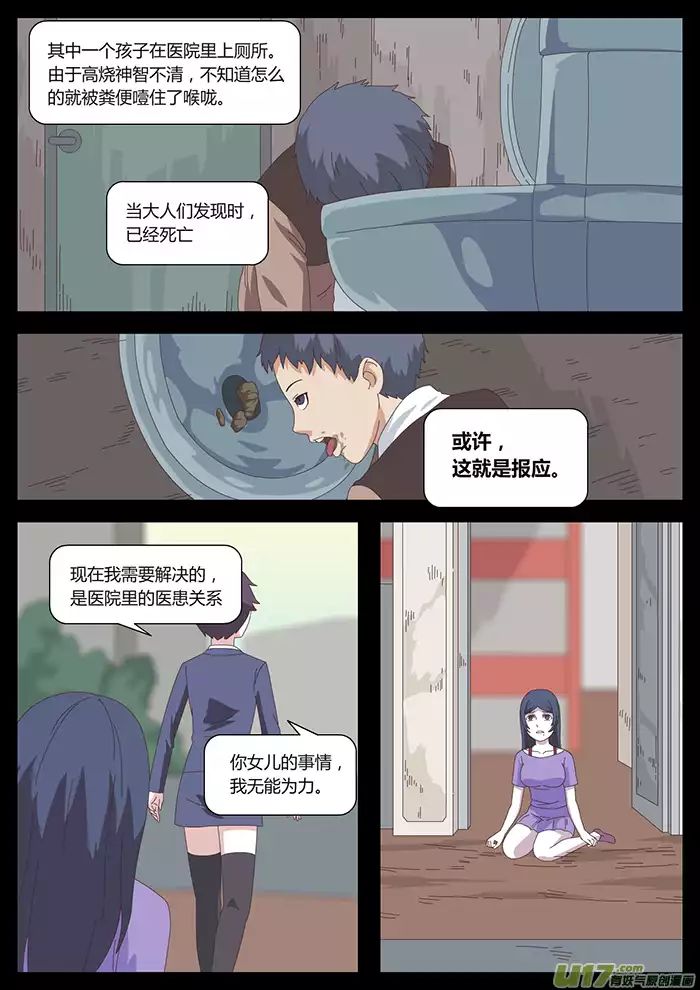 其中一个孩子在医院里上厕所。
由于高烧神智不清，不知道怎么
的就被粪便噎住了喉咙。
当大人们发现时，
已经死亡
或许，
这就是报应。
现在我需要解决的，
是医院里的医患关系
你女儿的事情，
我无能为力。
U17.com
有妖气原创漫画